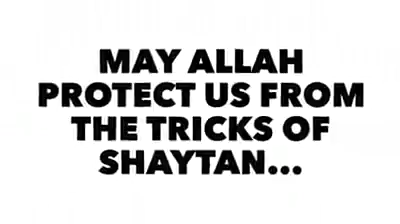 MAY ALLAH
PROTECT US FROM
THE TRICKS OF
SHAYTAN...